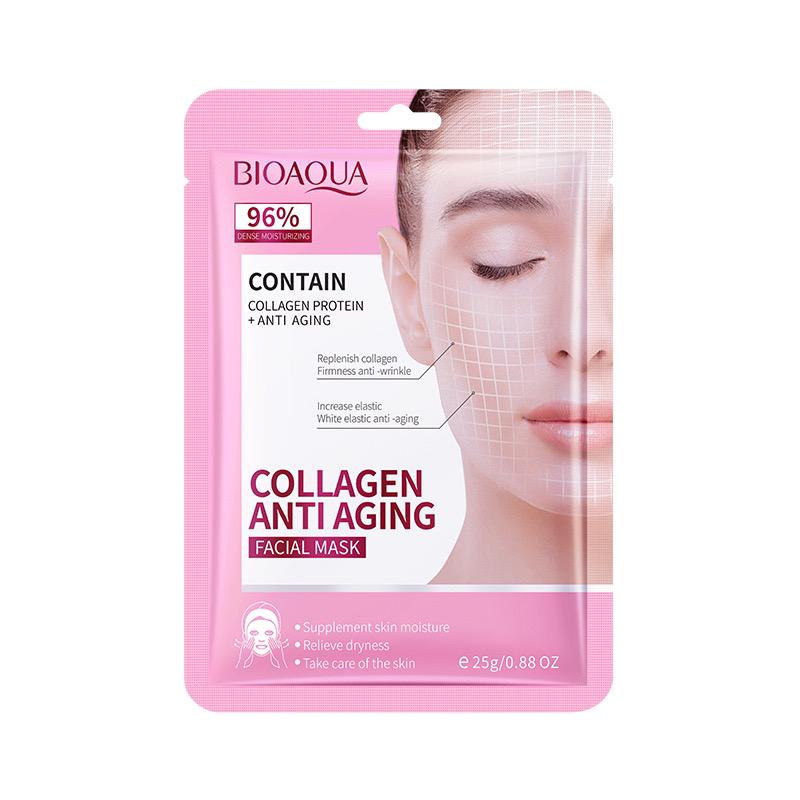 BIOAQUA
96%
DENSE MOISTURIZING
CONTAIN
COLLAGEN PROTEIN
+ ANTI AGING
Replenish collagen
Firmness anti -wrinkle
Increase elastic
White elastic anti -aging
COLLAGEN
ANTI AGING
FACIAL MASK
• Supplement skin moisture
• Relieve dryness
• Take care of the skin
e 25g/0.88 OZ